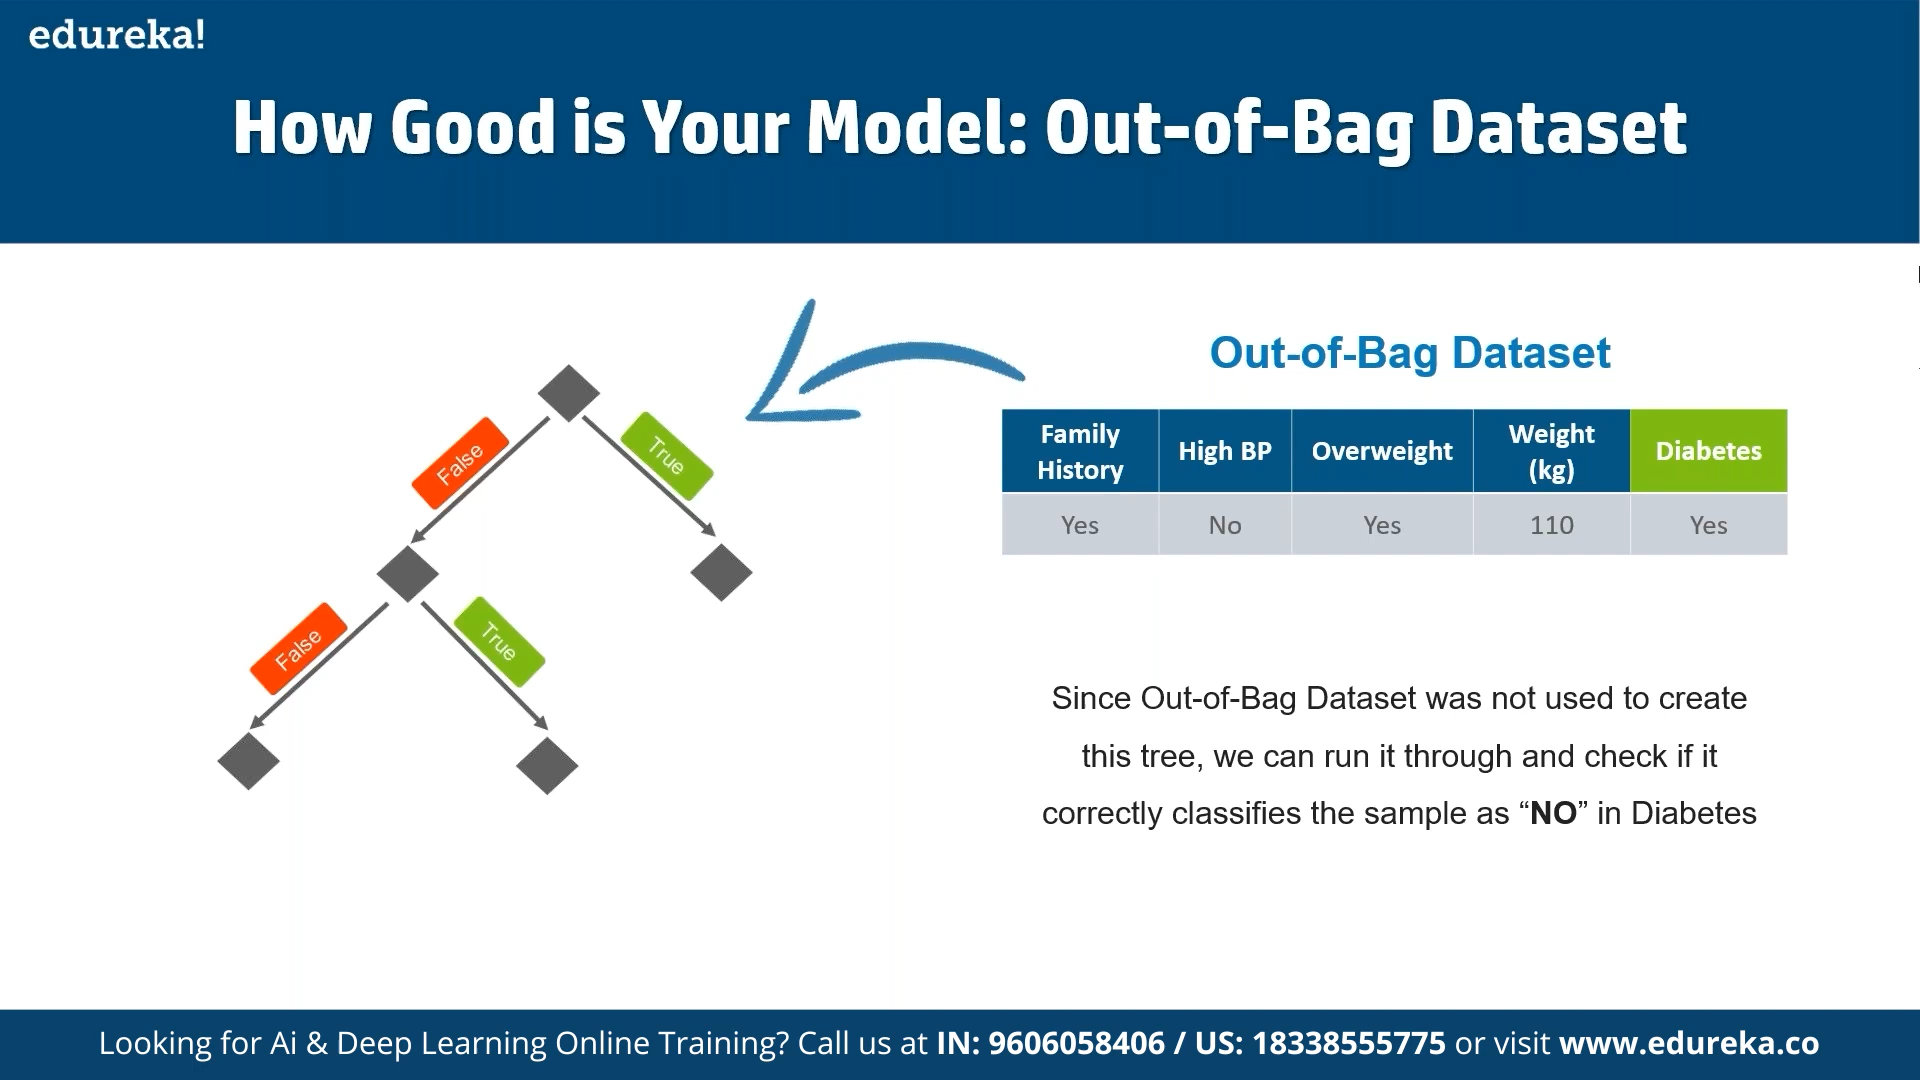 edureka!
How Good is Your Model: Out-of-Bag Dataset
False
True
False
True
Out-of-Bag Dataset
Family History High BP Overweight Weight (kg) Diabetes
Yes No Yes 110 Yes
Since Out-of-Bag Dataset was not used to create
this tree, we can run it through and check if it
correctly classifies the sample as “NO” in Diabetes
Looking for Ai & Deep Learning Online Training? Call us at IN: 9606058406 / US: 18338555775 or visit www.edureka.co